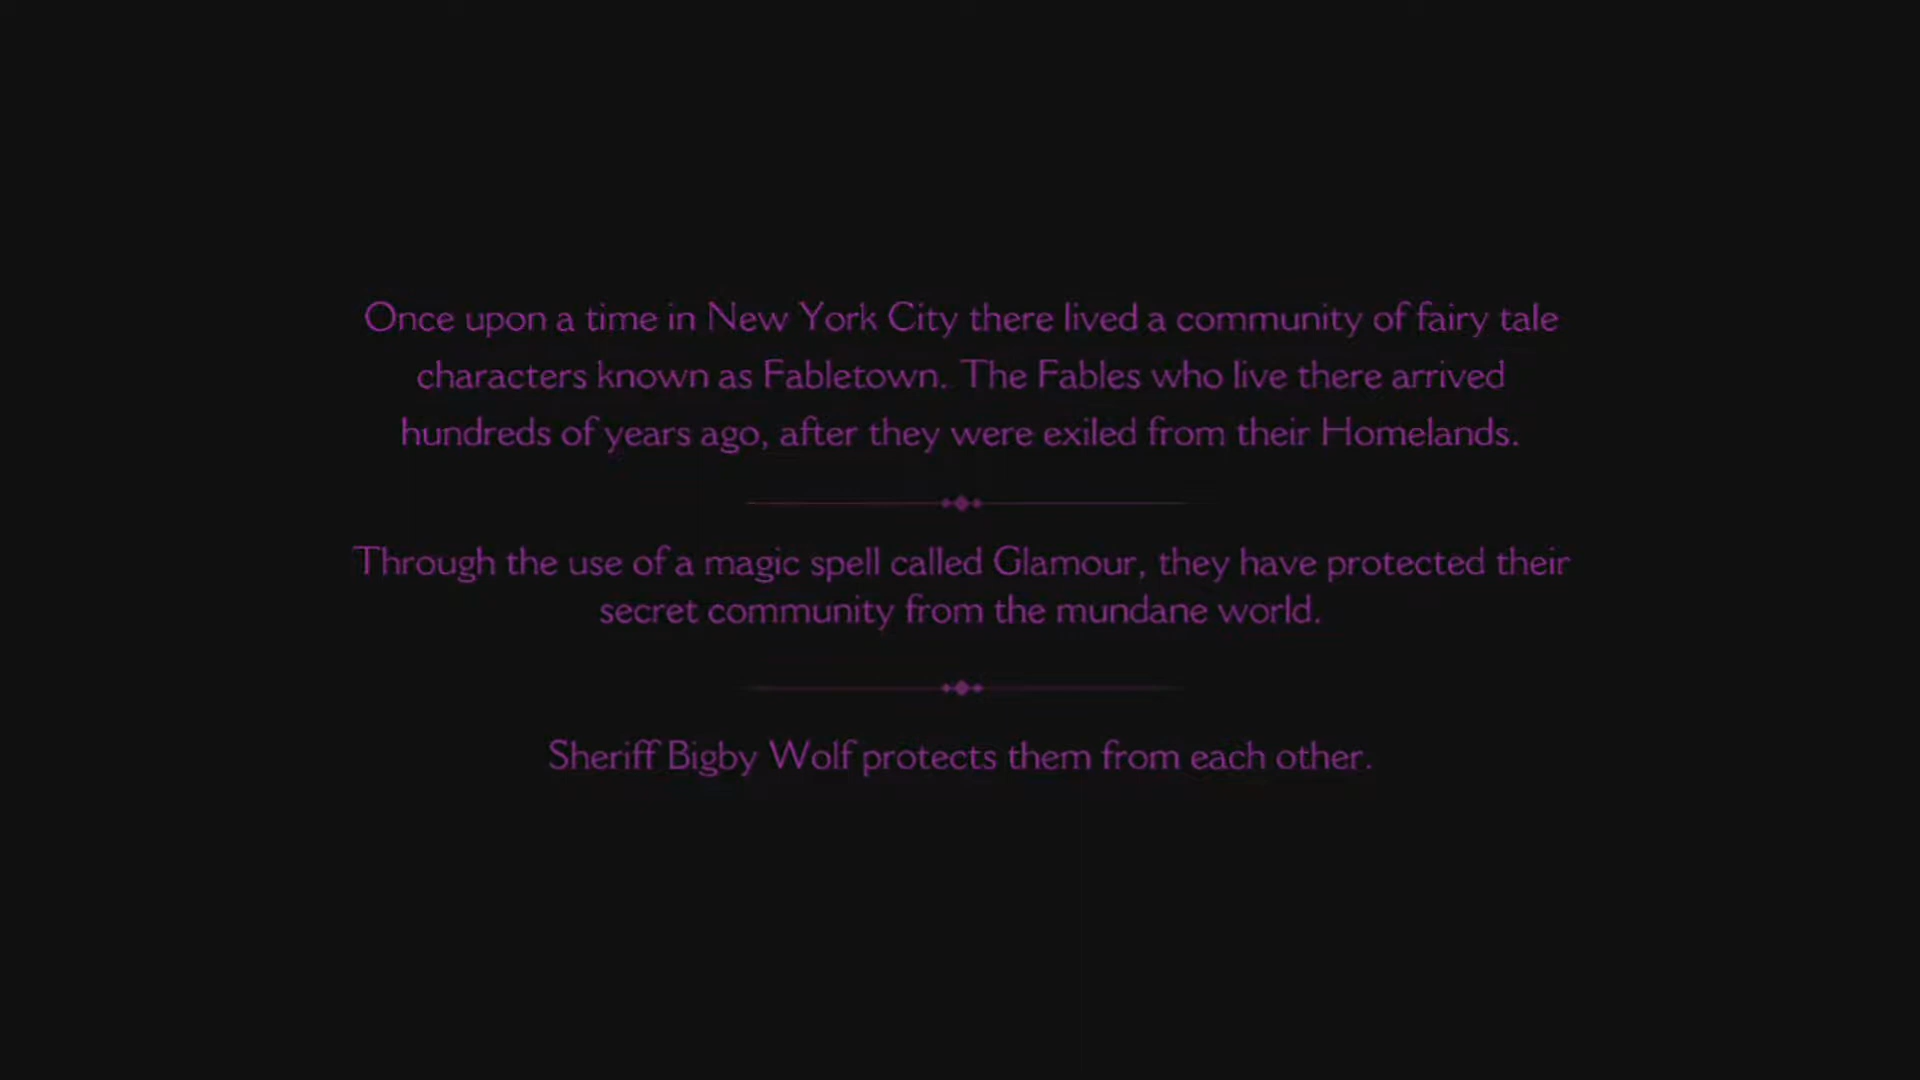 Once upon a time in New York City there lived a community of fairy tale
characters known as Fabletown. The Fables who live there arrived
hundreds of years ago, after they were exiled from their Homelands.
Through the use of a magic spell called Glamour, they have protected their
secret community from the mundane world.
Sheriff Bigby Wolf protects them from each other.